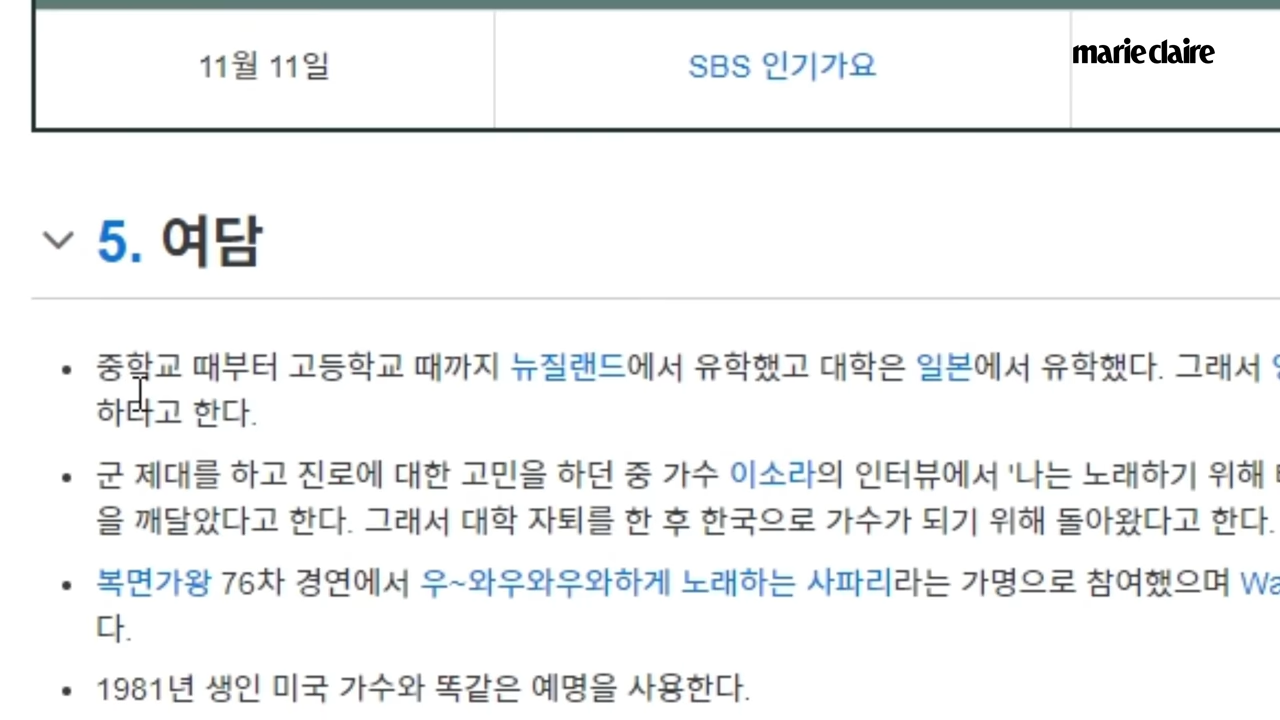 11월 11일 SBS 인기가요 marie claire
5. 여담
중학교 때부터 고등학교 때까지 뉴질랜드에서 유학했고 대학은 일본에서 유학했다. 그래서
하다고 한다.
군 제대를 하고 진로에 대한 고민을 하던 중 가수 이소라의 인터뷰에서 '나는 노래하기 위해
을 깨달았다고 한다. 그래서 대학 자퇴를 한 후 한국으로 가수가 되기 위해 돌아왔다고 한다.
복면가왕 76차 경연에서 우~와우와우와하게 노래하는 사파리라는 가명으로 참여했으며 Wa
다.
1981년 생인 미국 가수와 똑같은 예명을 사용한다.